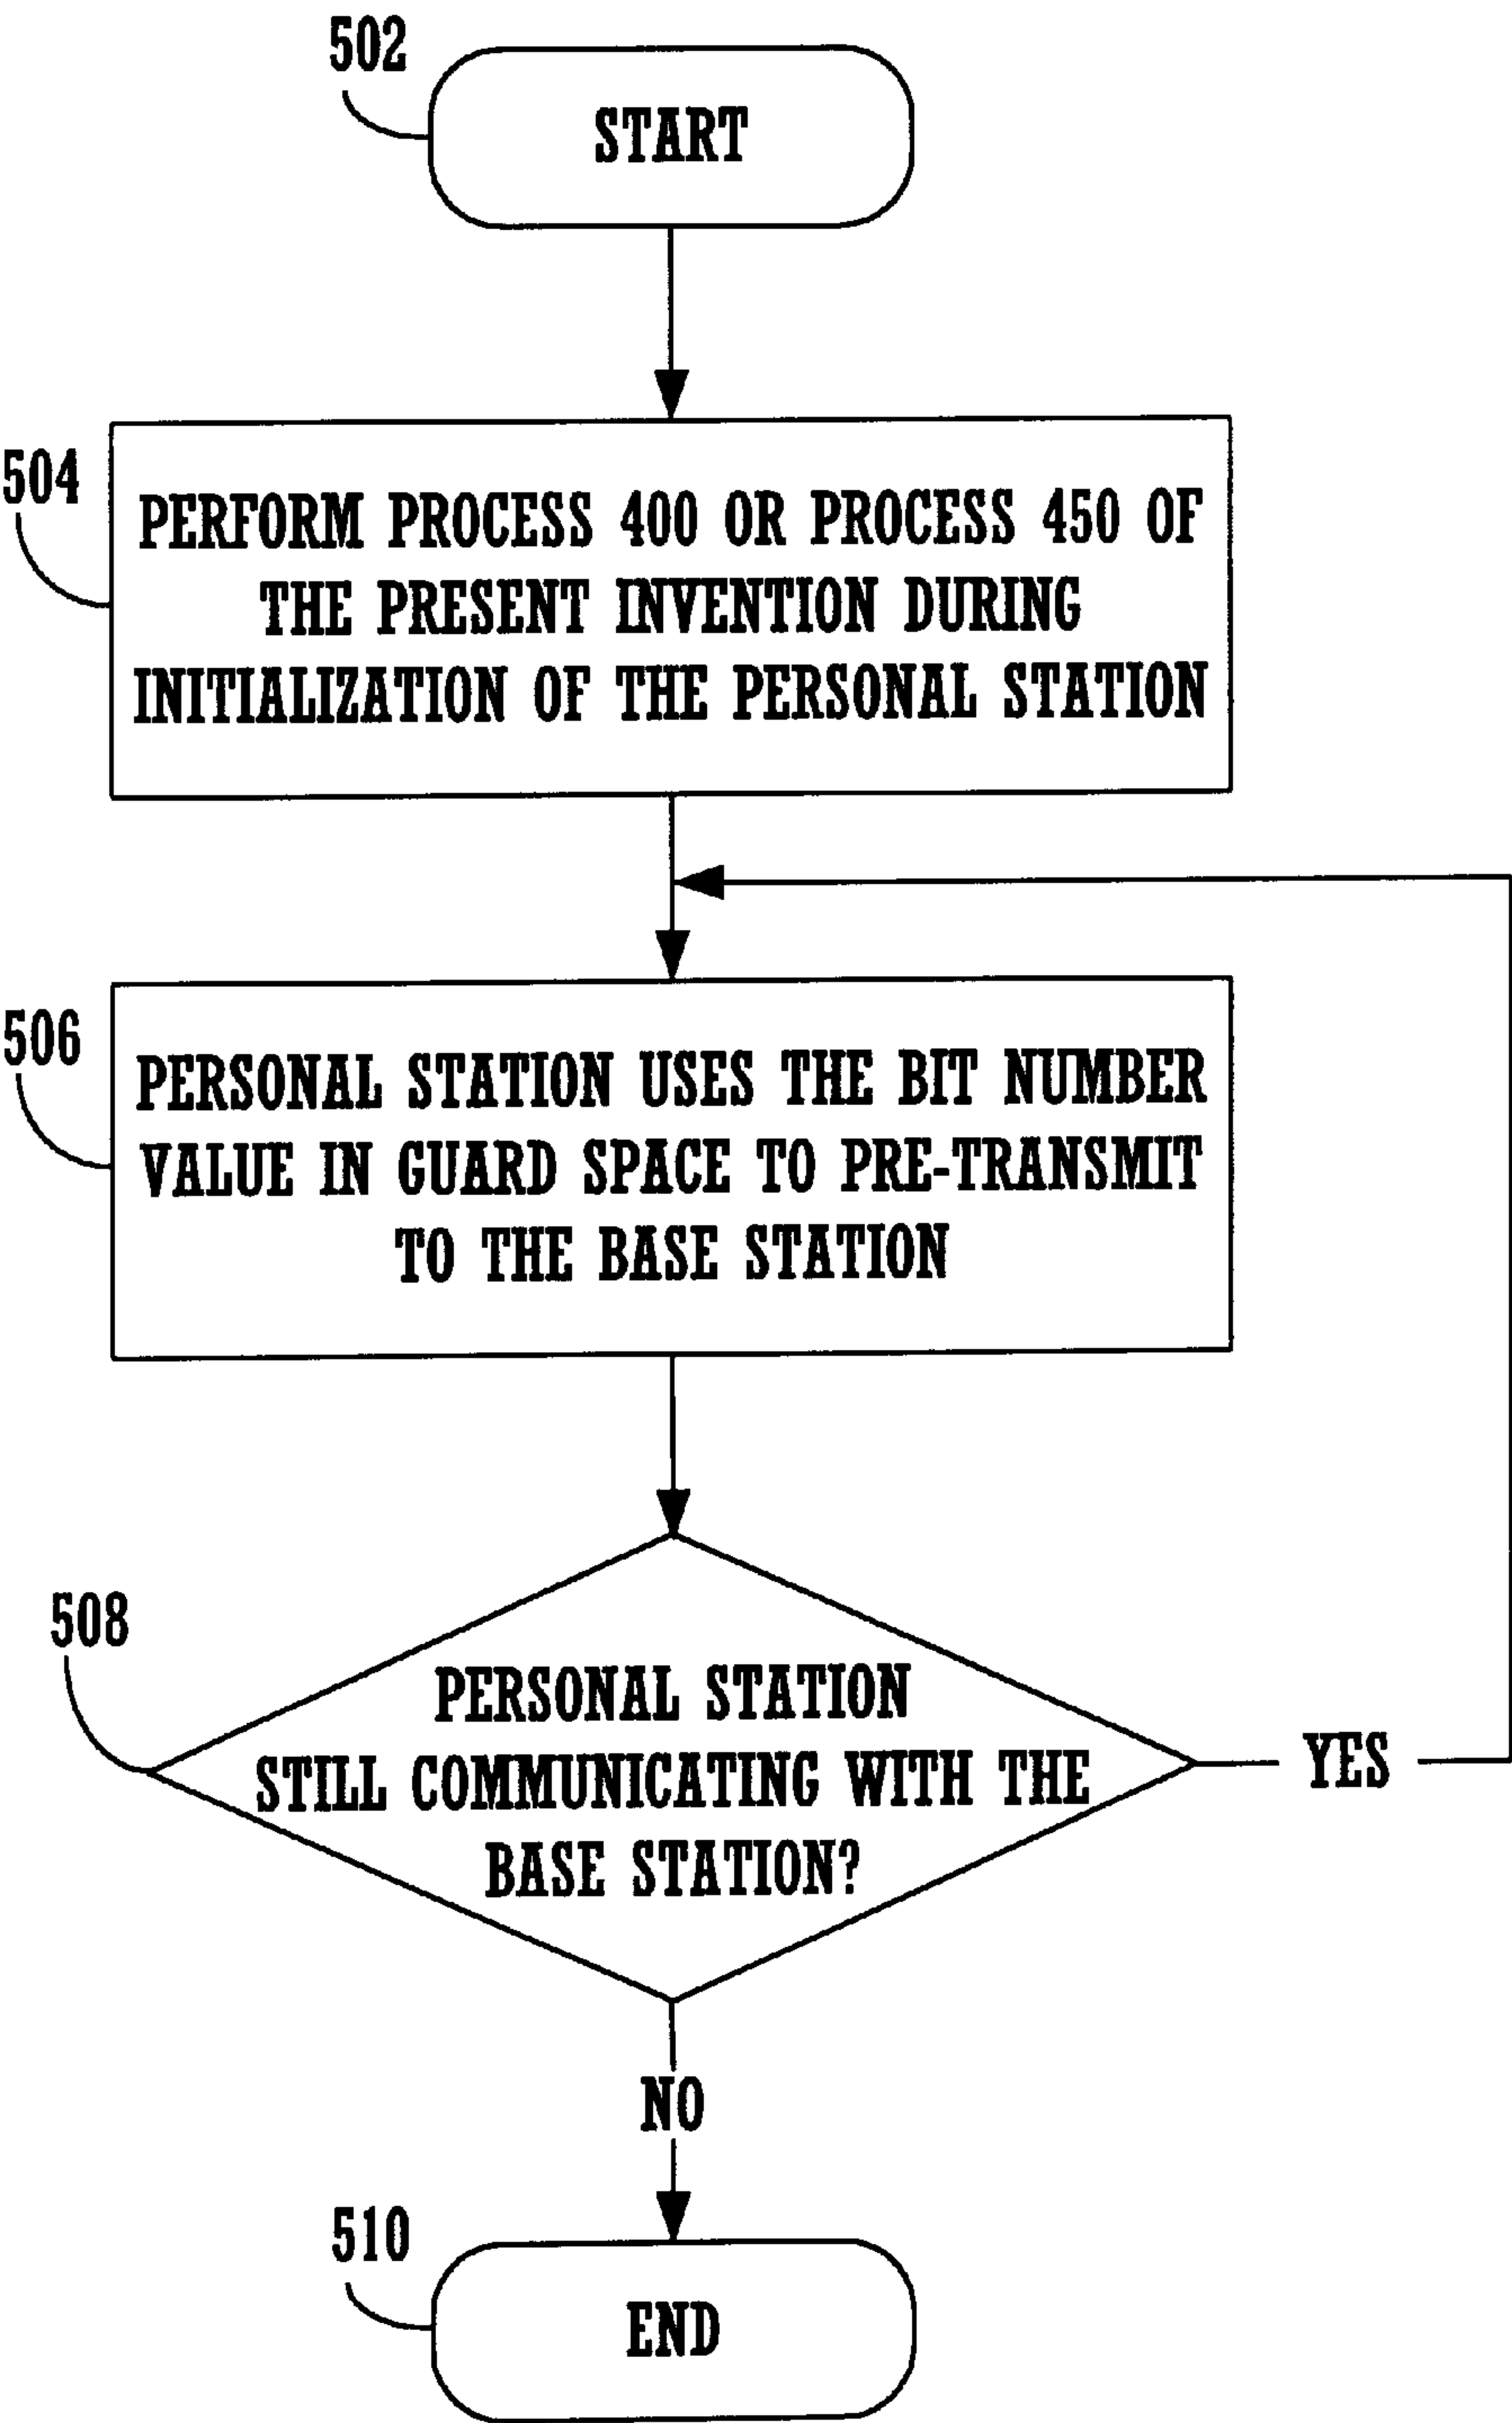 502
START
504
PERFORM PROCESS 400 OR PROCESS 450 OF
THE PRESENT INVENTION DURING
INITIALIZATION OF THE PERSONAL STATION
506
PERSONAL STATION USES THE BIT NUMBER
VALUE IN GUARD SPACE TO PRE-TRANSMIT
TO THE BASE STATION
508
PERSONAL STATION
STILL COMMUNICATING WITH THE
BASE STATION?
YES
NO
510
END